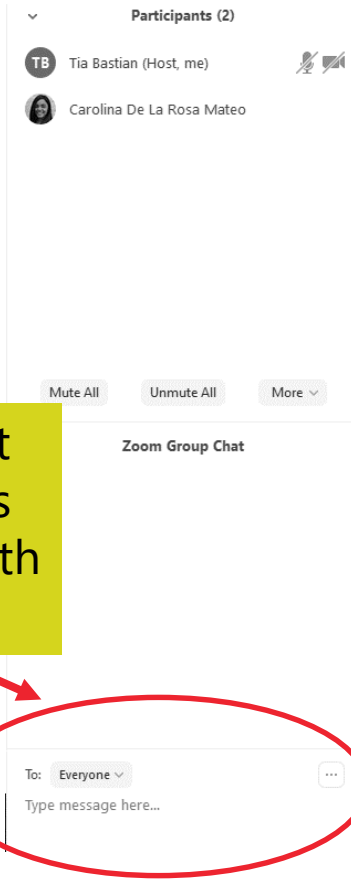 Participants (2)
TB Tia Bastian (Host, me)
Carolina De La Rosa Mateo
Mute All Unmute All More
Zoom Group Chat
To: Everyone
Type message here...